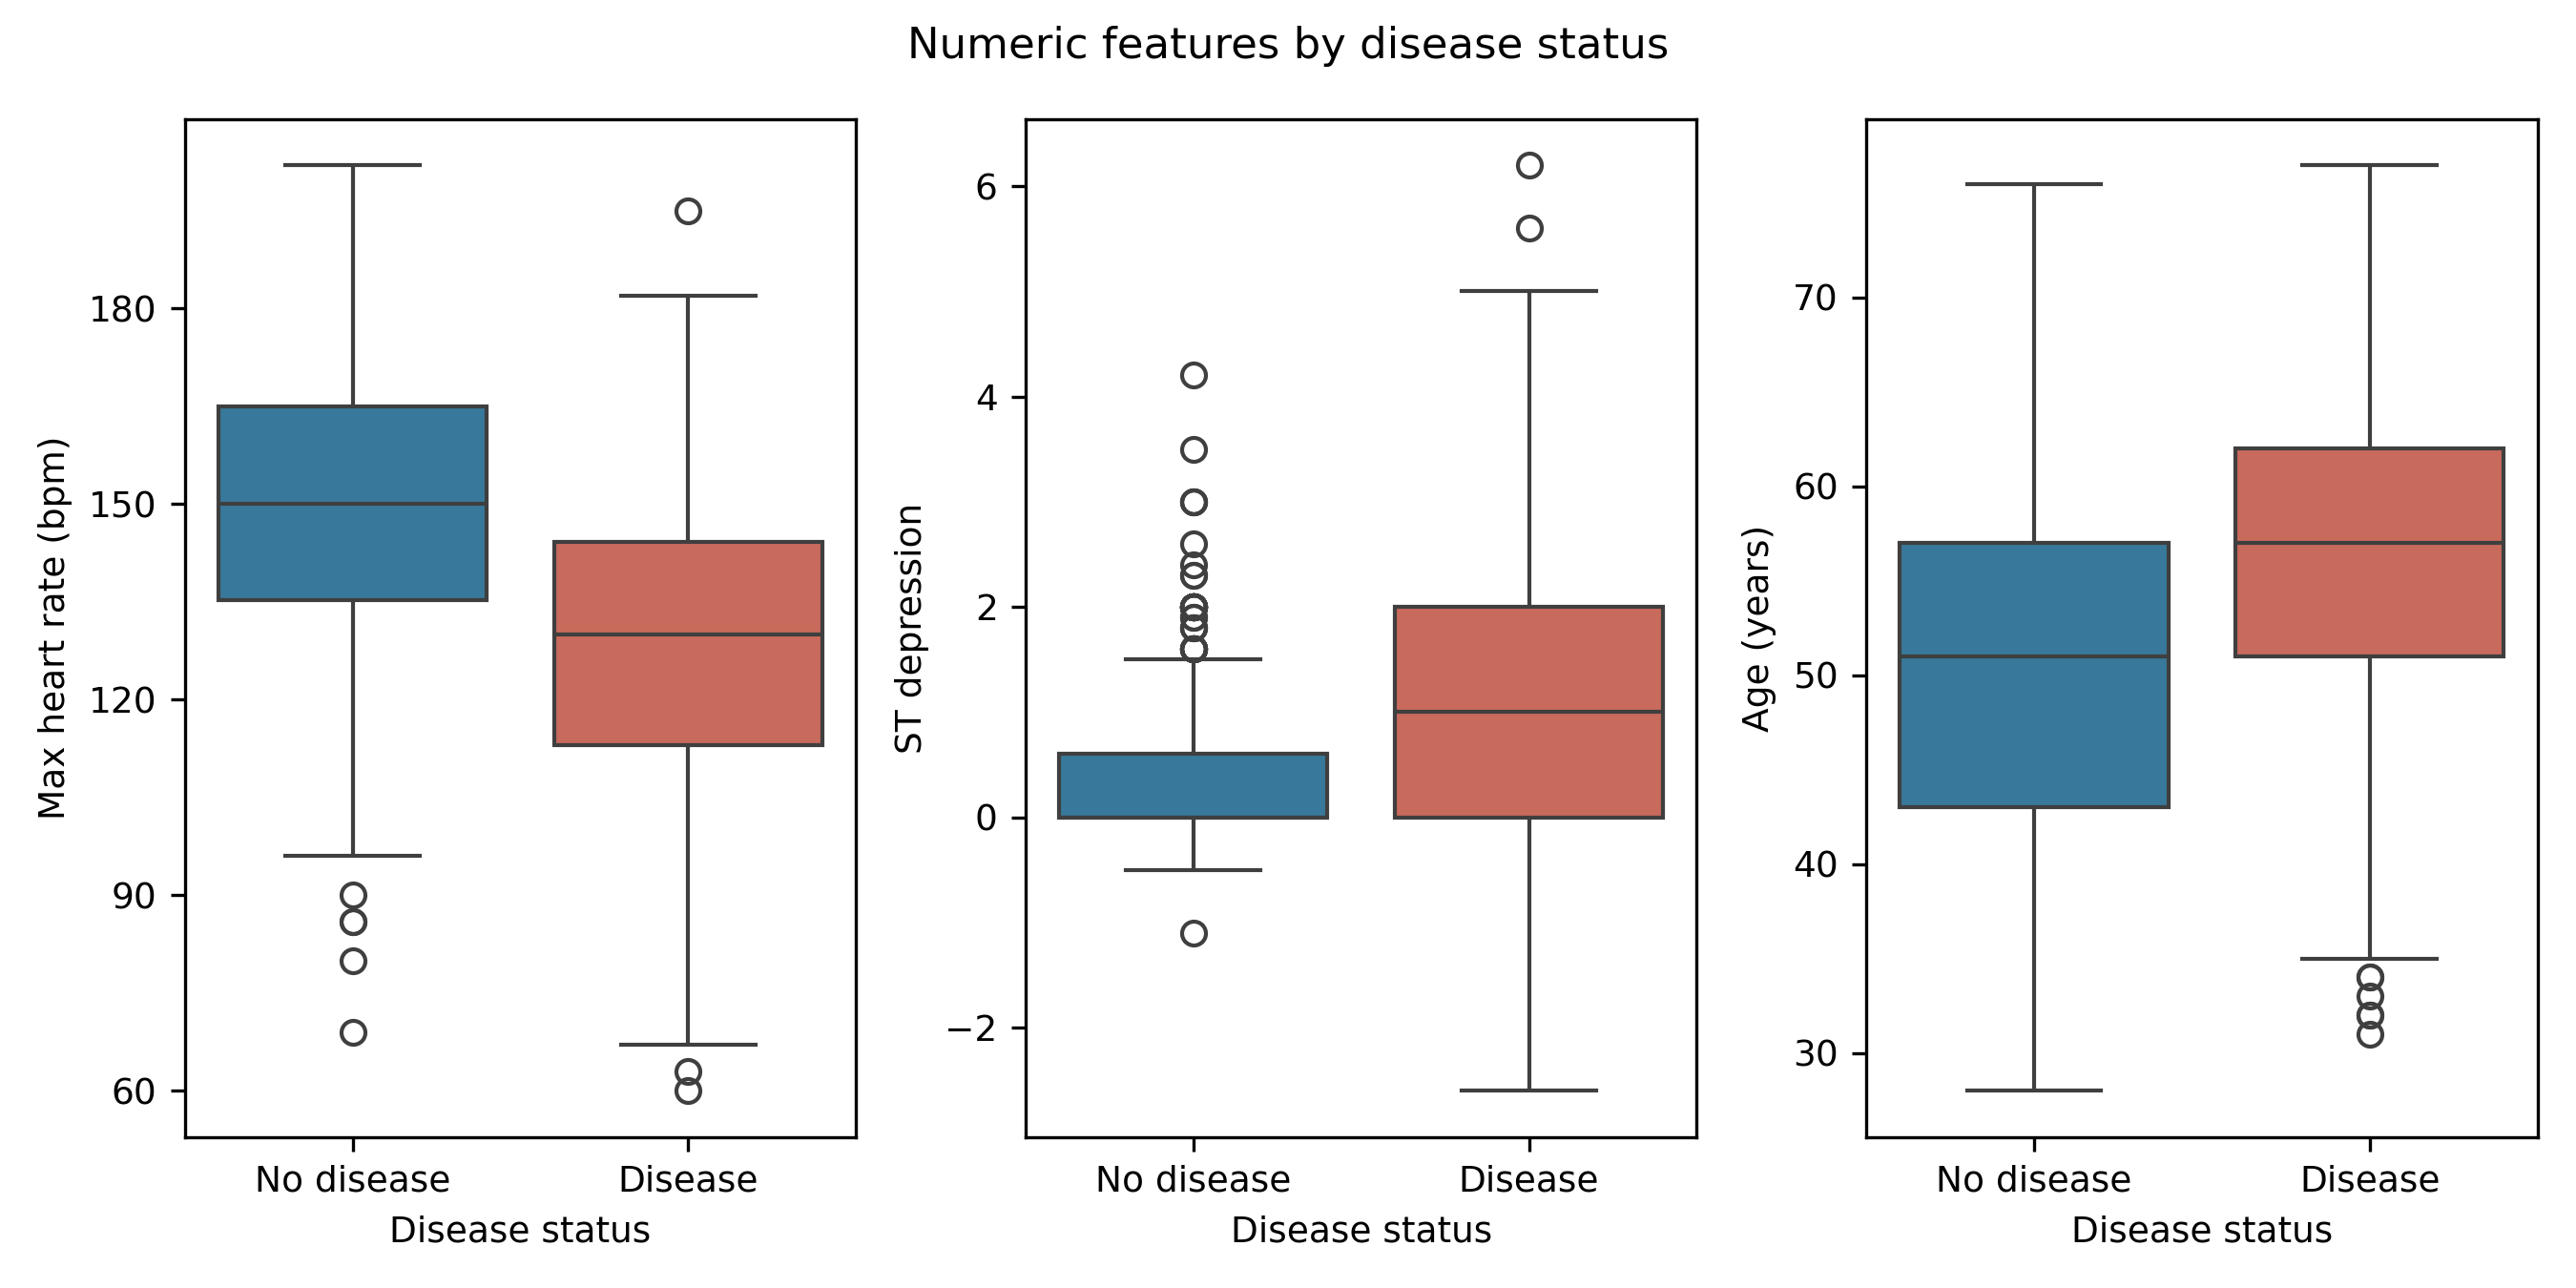 Numeric features by disease status
Max heart rate (bpm)
180
150
120
90
60
No disease
Disease
Disease status
ST depression
6
4
2
0
−2
No disease
Disease
Disease status
Age (years)
70
60
50
40
30
No disease
Disease
Disease status